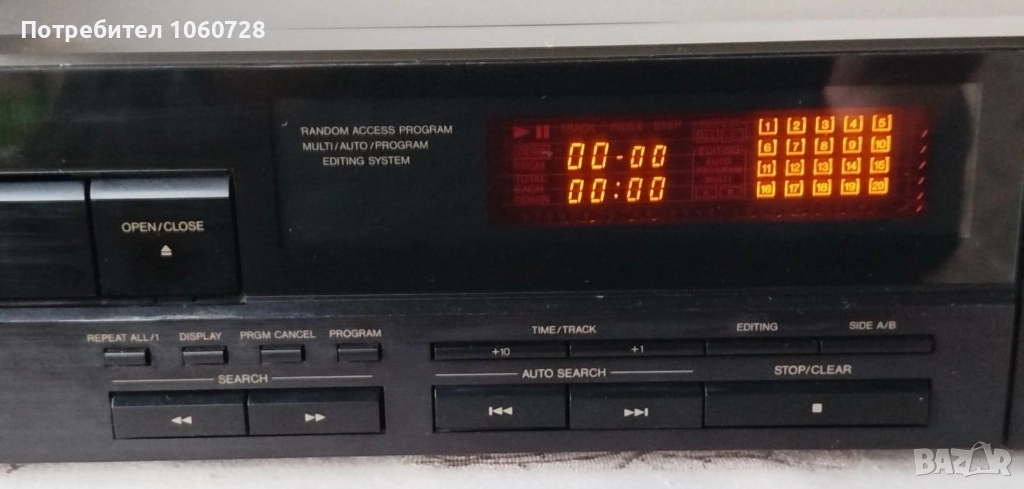 Потребител 1060728
RANDOM ACCESS PROGRAM
MULTI/AUTO/PROGRAM
EDITING SYSTEM
00-00
00:00
[1] [2] [3] [4] [5]
[6] [7] [8] [9] [10]
[11] [12] [13] [14] [15]
[16] [17] [18] [19] [20]
OPEN/CLOSE
REPEAT ALL/1 DISPLAY PRGM CANCEL PROGRAM
TIME/TRACK EDITING SIDE A/B
+10 +1
SEARCH AUTO SEARCH STOP/CLEAR
BAZAR